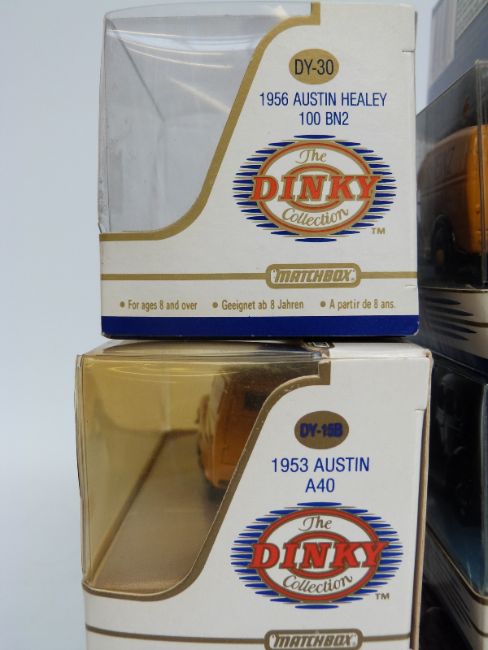 DY-30
1956 AUSTIN HEALEY
100 BN2
The
DINKY
Collection
TM
MATCHBOX
• For ages 8 and over • Geeignet ab 8 Jahren • A partir de 8 ans.
DY-15B
1953 AUSTIN
A40
The
DINKY
Collection
TM
MATCHBOX